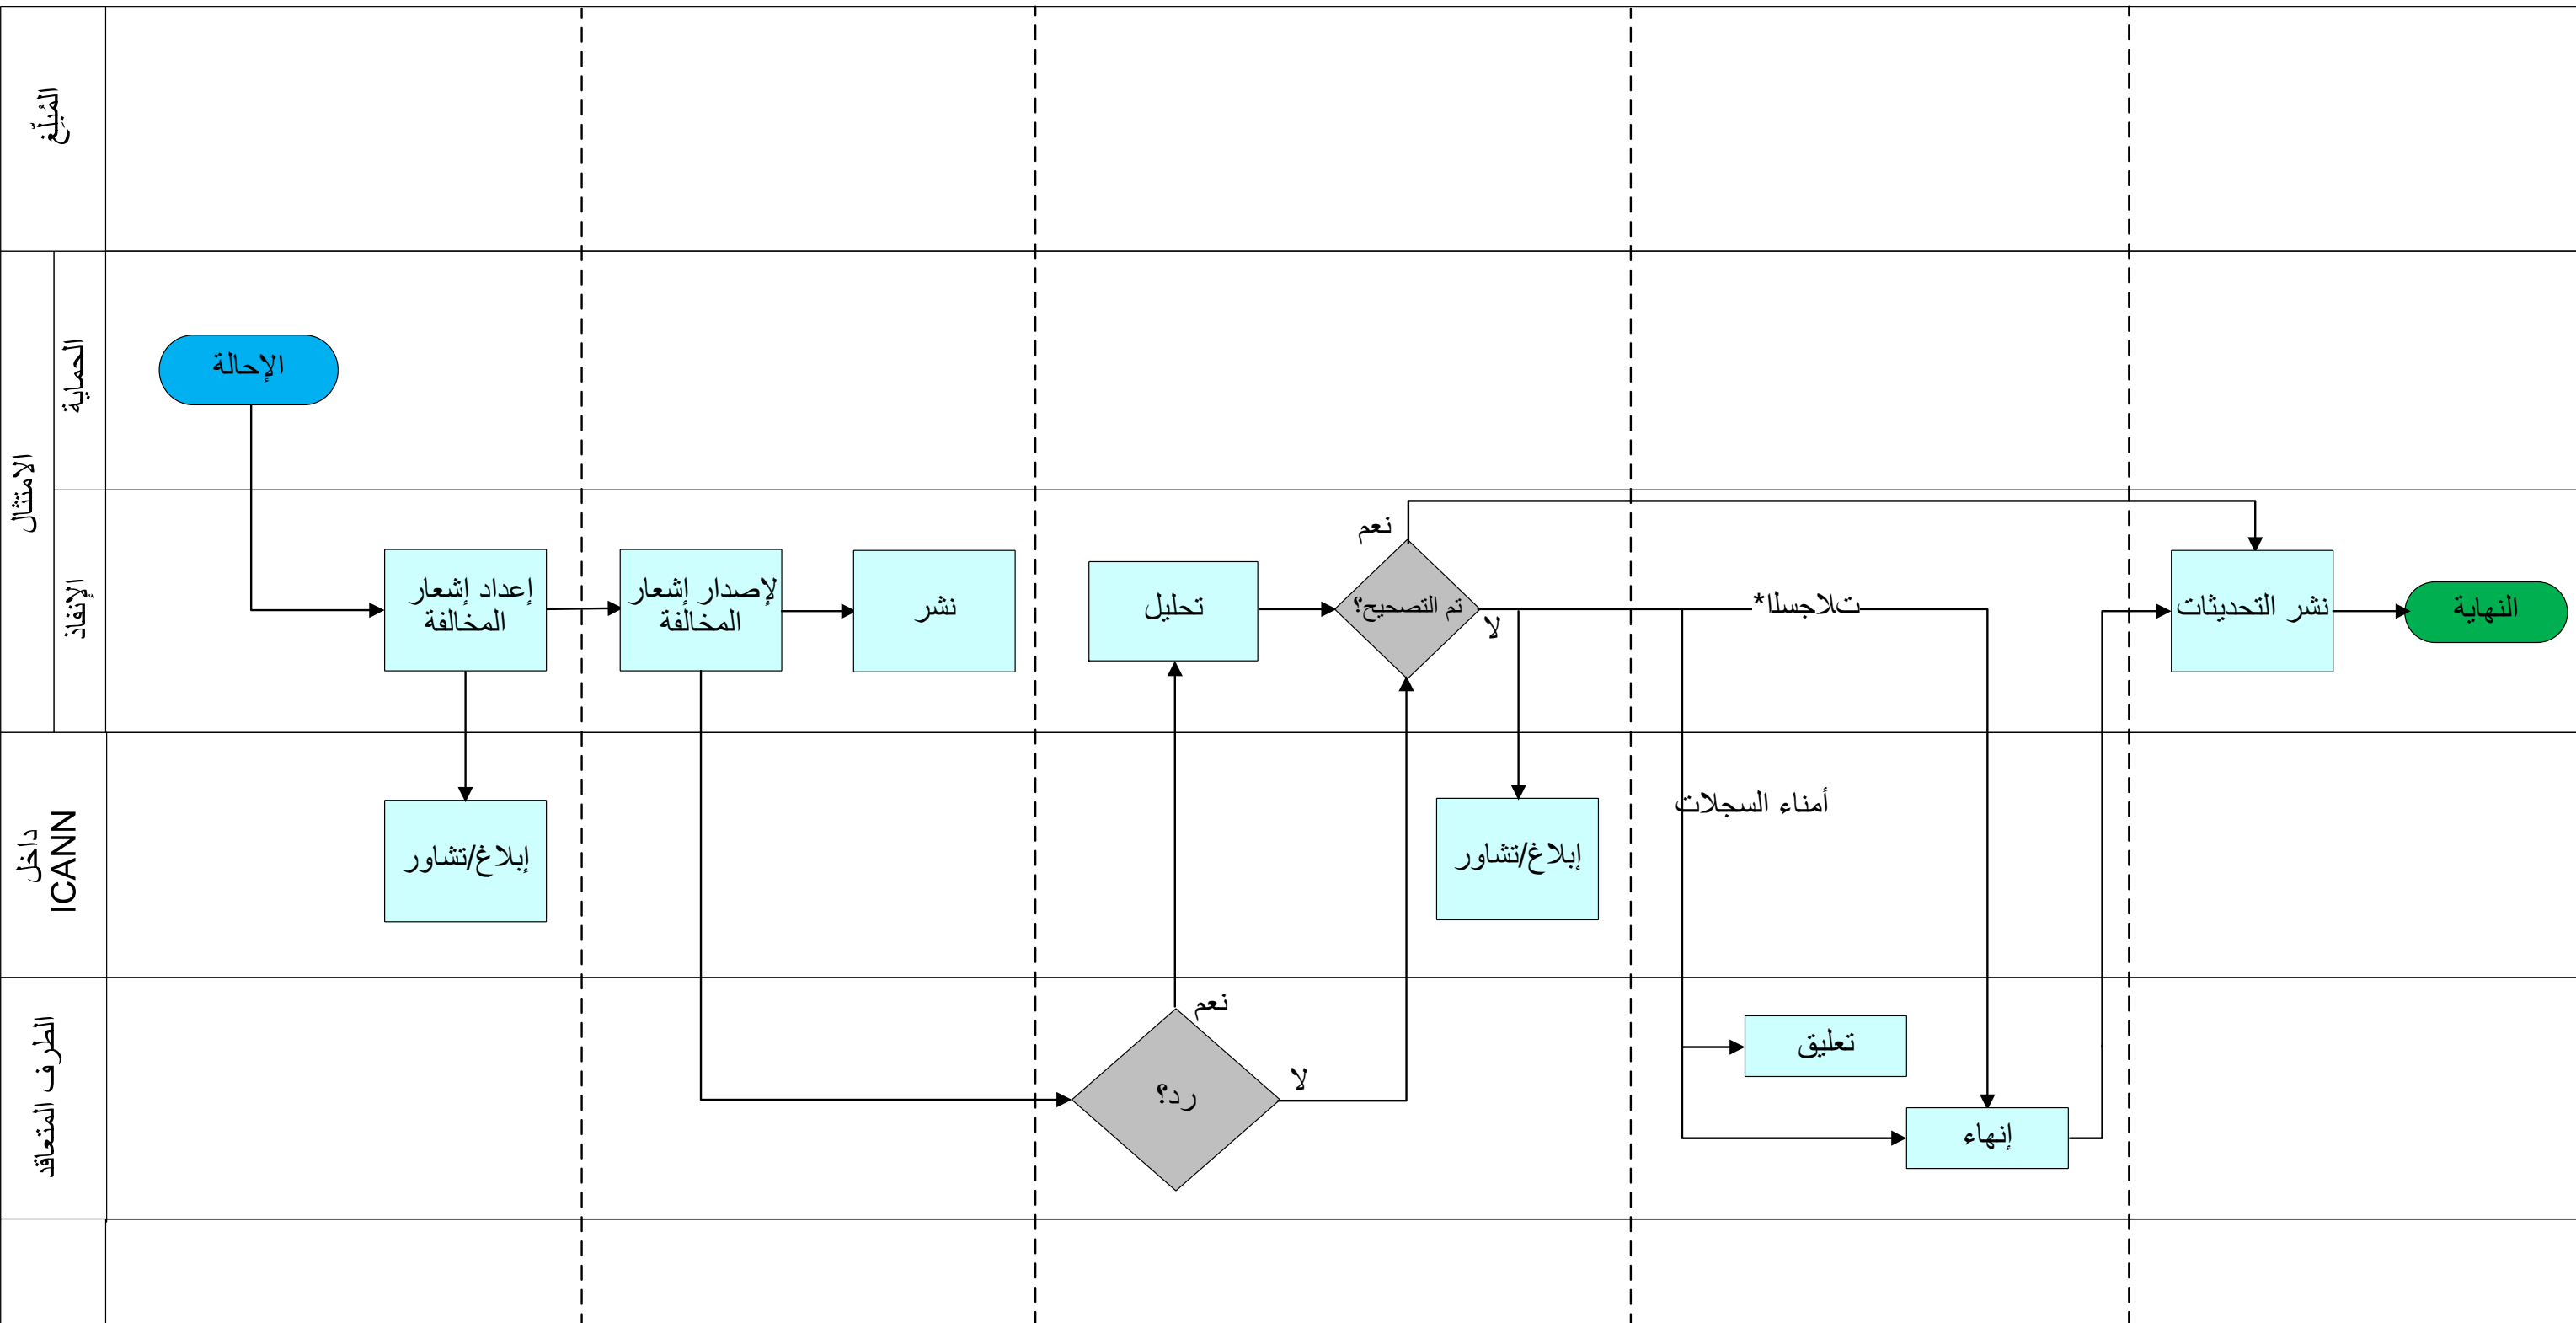 المُبلِّغ
الامتثال
الحماية
الإحالة
الإنفاذ
إعداد إشعار
المخالفة
لإصدار إشعار
المخالفة
نشر
تحليل
تم التصحيح؟
نعم
لا
*السجلات
نشر التحديثات
النهاية
داخل
ICANN
إبلاغ/تشاور
إبلاغ/تشاور
أمناء السجلات
الطرف المتعاقد
رد؟
نعم
لا
تعليق
إنهاء